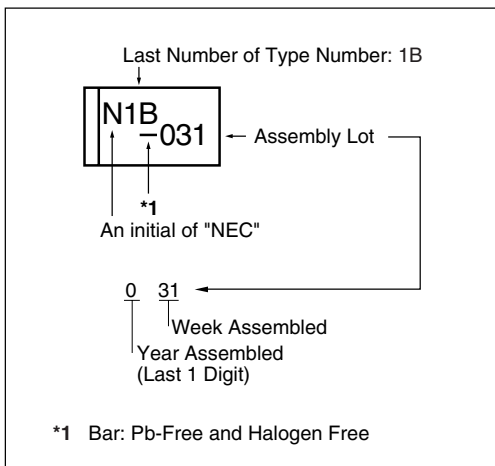 Last Number of Type Number: 1B
N1B
–031
Assembly Lot
*1
An initial of "NEC"
0 31
Week Assembled
Year Assembled
(Last 1 Digit)
*1 Bar: Pb-Free and Halogen Free